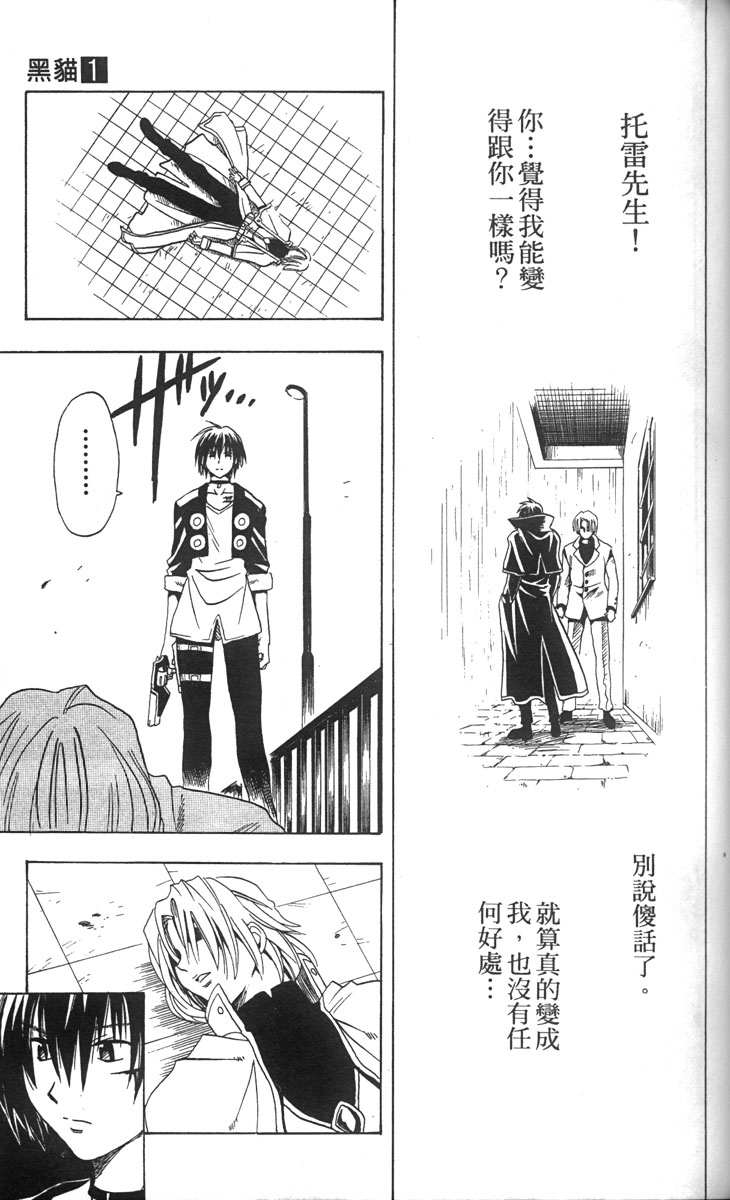 托雷先生！
你…覺得我能變
得跟你一樣嗎？
別說傻話了。
就算真的變成
我，也沒有任
何好處…
黑貓1
ザッ…
………